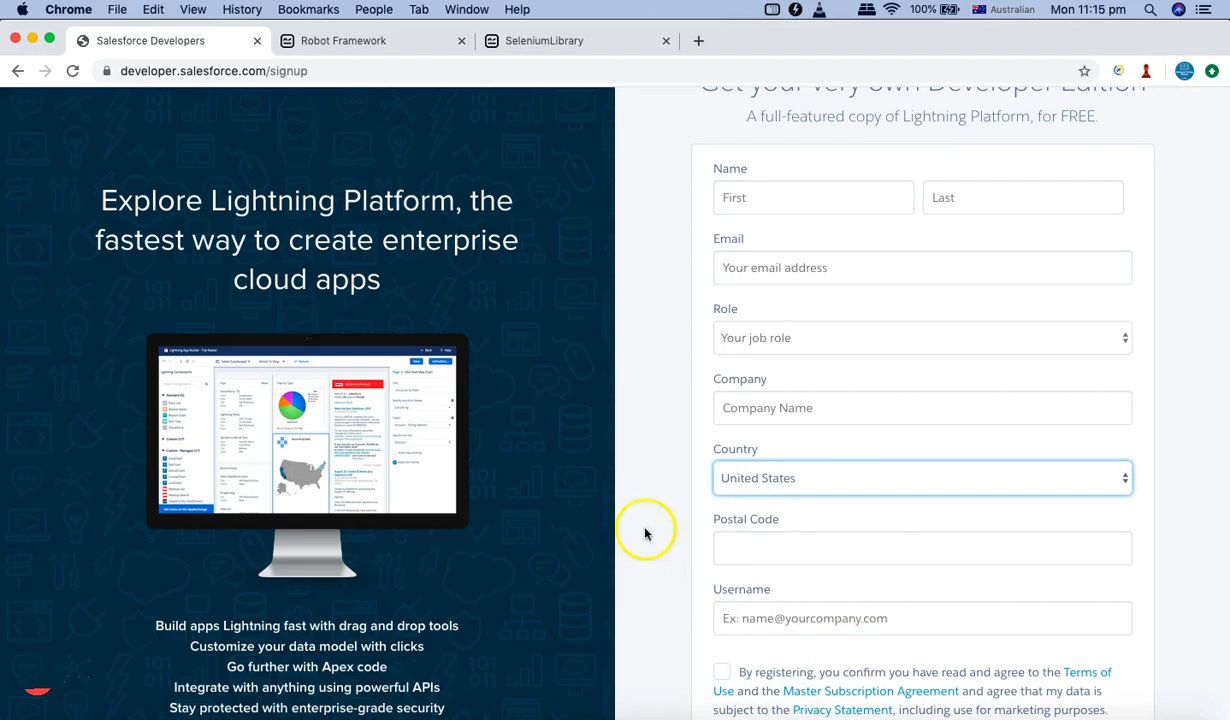 Chrome File Edit View History Bookmarks People Tab Window Help 100% Australian Mon 11:15 pm
Salesforce Developers Robot Framework SeleniumLibrary
developer.salesforce.com/signup
Get your very own Developer Edition
A full-featured copy of Lightning Platform, for FREE.
Explore Lightning Platform, the
fastest way to create enterprise
cloud apps
Build apps Lightning fast with drag and drop tools
Customize your data model with clicks
Go further with Apex code
Integrate with anything using powerful APIs
Stay protected with enterprise-grade security
Name
First Last
Email
Your email address
Role
Your job role
Company
Company Name
Country
United States
Postal Code
Username
Ex: name@yourcompany.com
By registering, you confirm you have read and agree to the Terms of
Use and the Master Subscription Agreement and agree that my data is
subject to the Privacy Statement, including use for marketing purposes.